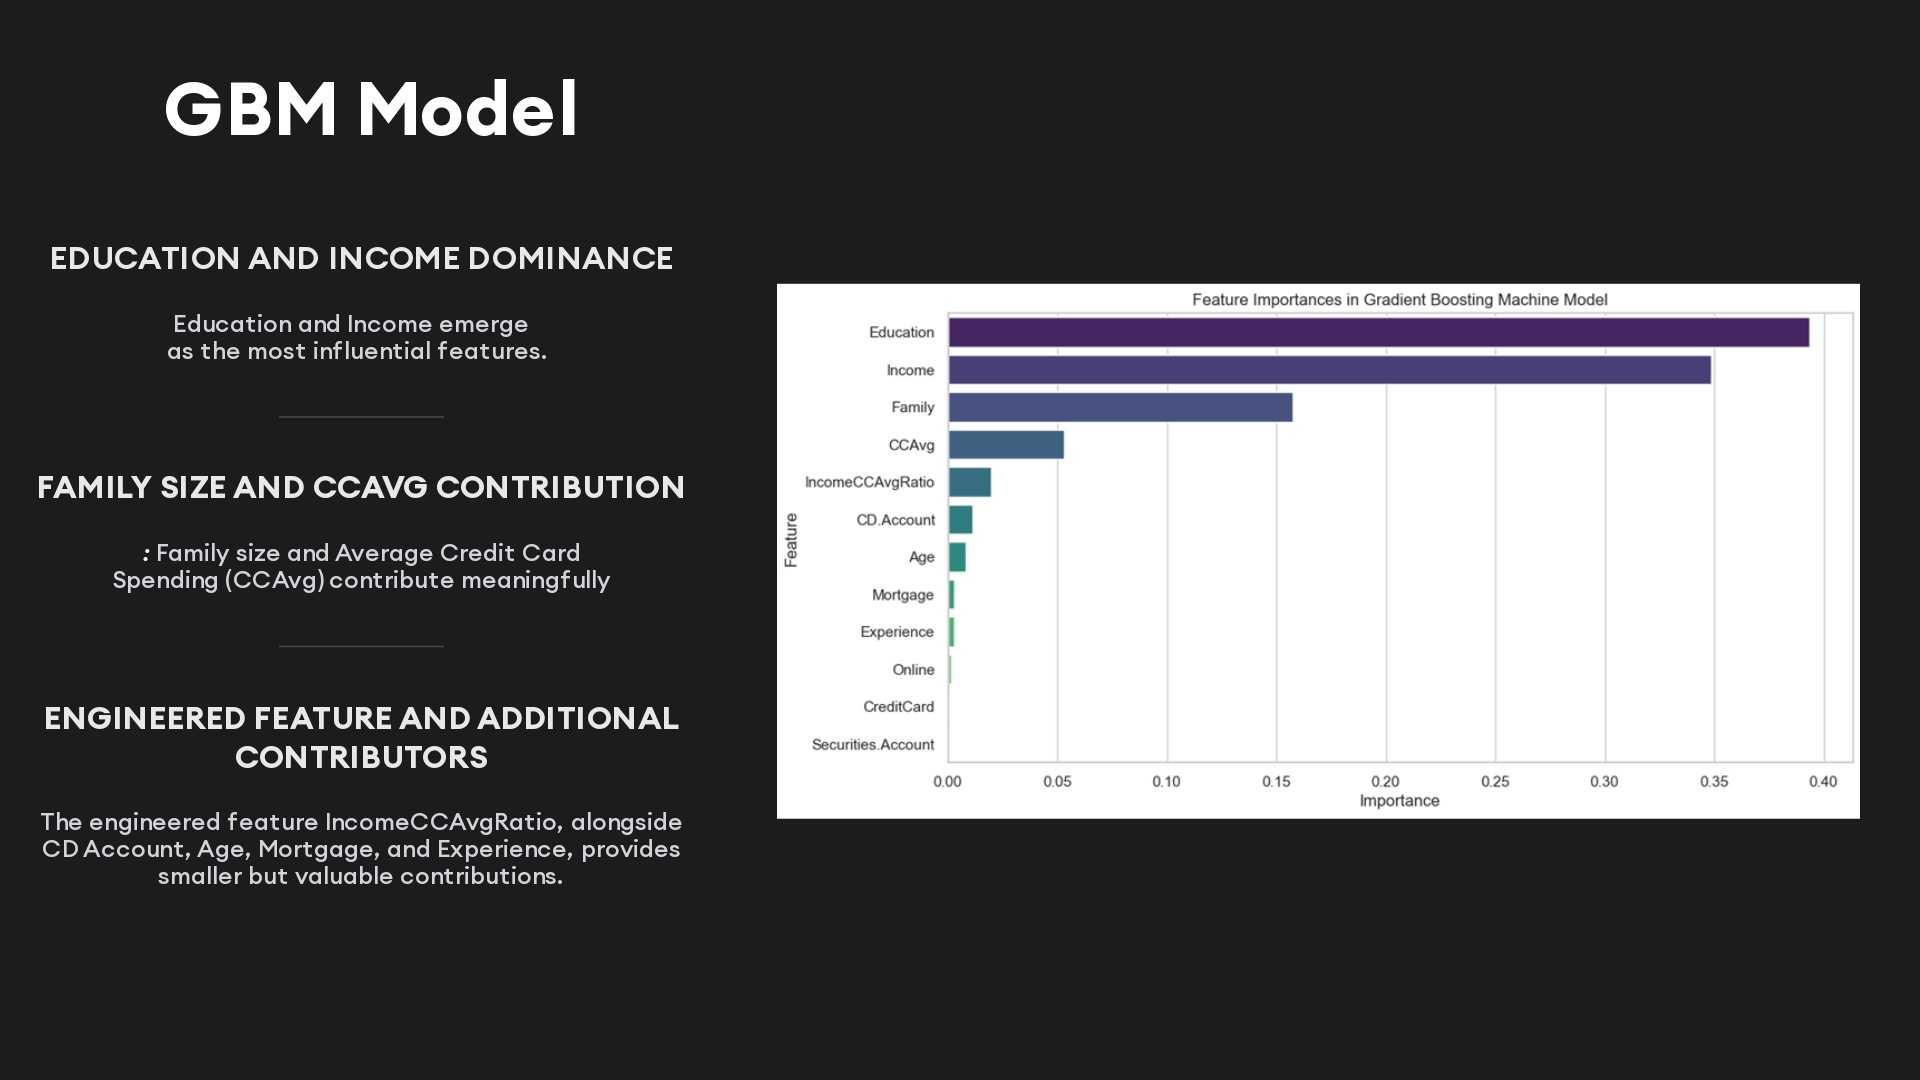 GBM Model
EDUCATION AND INCOME DOMINANCE
Education and Income emerge
as the most influential features.
FAMILY SIZE AND CCAVG CONTRIBUTION
: Family size and Average Credit Card
Spending (CCAvg) contribute meaningfully
ENGINEERED FEATURE AND ADDITIONAL
CONTRIBUTORS
The engineered feature IncomeCCAvgRatio, alongside
CD Account, Age, Mortgage, and Experience, provides
smaller but valuable contributions.
Feature Importances in Gradient Boosting Machine Model
Feature
Education
Income
Family
CCAvg
IncomeCCAvgRatio
CD.Account
Age
Mortgage
Experience
Online
CreditCard
Securities.Account
0.00 0.05 0.10 0.15 0.20 0.25 0.30 0.35 0.40
Importance